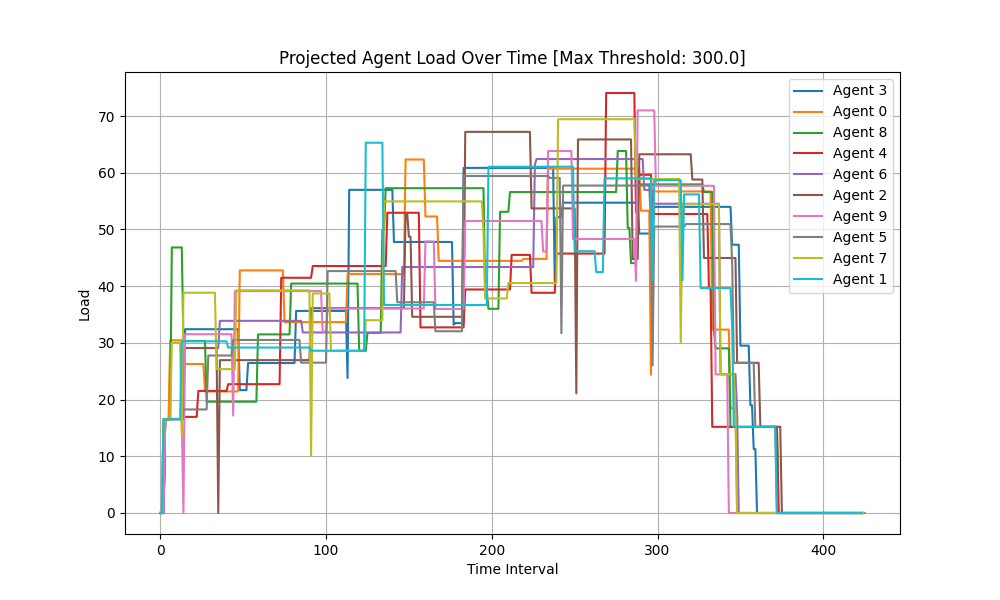 Projected Agent Load Over Time [Max Threshold: 300.0]
Load
70
60
50
40
30
20
10
0
0 100 200 300 400
Time Interval
Agent 3
Agent 0
Agent 8
Agent 4
Agent 6
Agent 2
Agent 9
Agent 5
Agent 7
Agent 1